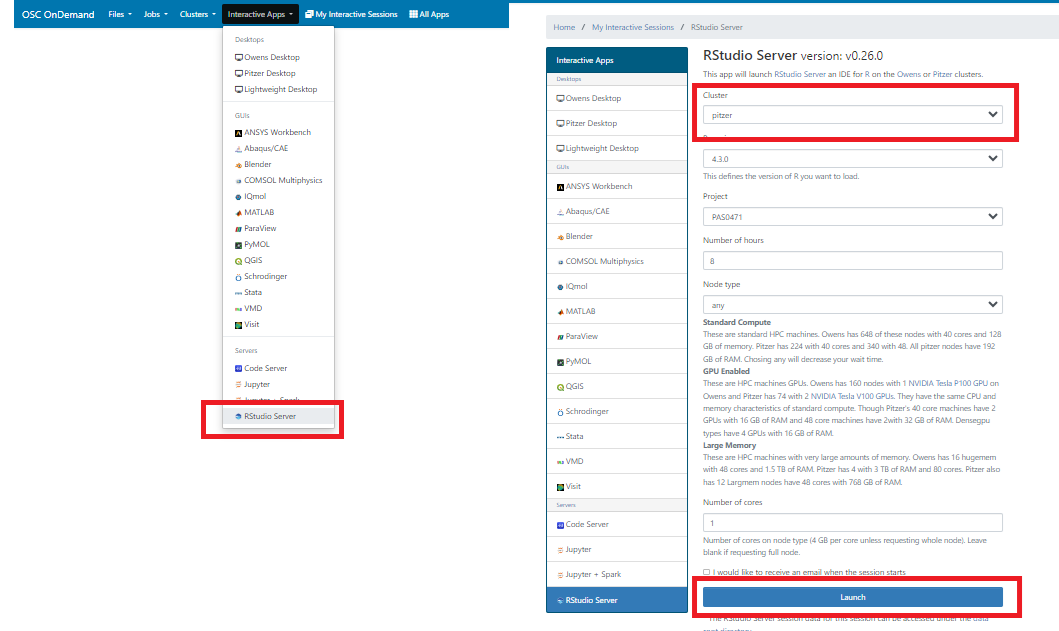 OSC OnDemand Files Jobs Clusters Interactive Apps My Interactive Sessions All Apps
Desktops
Owens Desktop
Pitzer Desktop
Lightweight Desktop
GUIs
ANSYS Workbench
Abaqus/CAE
Blender
COMSOL Multiphysics
IQmol
MATLAB
ParaView
PyMOL
QGIS
Schrodinger
Stata
VMD
Visit
Servers
Code Server
Jupyter
Jupyter + Spark
RStudio Server
Home / My Interactive Sessions / RStudio Server
Interactive Apps
Desktops
Owens Desktop
Pitzer Desktop
Lightweight Desktop
GUIs
ANSYS Workbench
Abaqus/CAE
Blender
COMSOL Multiphysics
IQmol
MATLAB
ParaView
PyMOL
QGIS
Schrodinger
Stata
VMD
Visit
Servers
Code Server
Jupyter
Jupyter + Spark
RStudio Server
RStudio Server version: v0.26.0
This app will launch RStudio Server an IDE for R on the Owens or Pitzer clusters.
Cluster
pitzer
4.3.0
This defines the version of R you want to load.
Project
PAS0471
Number of hours
8
Node type
any
Standard Compute
These are standard HPC machines. Owens has 648 of these nodes with 40 cores and 128
GB of memory. Pitzer has 224 with 40 cores and 340 with 48. All pitzer nodes have 192
GB of RAM. Chosing any will decrease your wait time.
GPU Enabled
These are HPC machines GPUs. Owens has 160 nodes with 1 NVIDIA Tesla P100 GPU on
Owens and Pitzer has 74 with 2 NVIDIA Tesla V100 GPUs. They have the same CPU and
memory characteristics of standard compute. Though Pitzer's 40 core machines have 2
GPUs with 16 GB of RAM and 48 core machines have 2with 32 GB of RAM. Densegpu
types have 4 GPUs with 16 GB of RAM.
Large Memory
These are HPC machines with very large amounts of memory. Owens has 16 hugemem
with 48 cores and 1.5 TB of RAM. Pitzer has 4 with 3 TB of RAM and 80 cores. Pitzer also
has 12 Largmem nodes have 48 cores with 768 GB of RAM.
Number of cores
1
Number of cores on node type (4 GB per core unless requesting whole node). Leave
blank if requesting full node.
I would like to receive an email when the session starts
Launch
* The RStudio Server session data for this session can be accessed under the data
root directory.